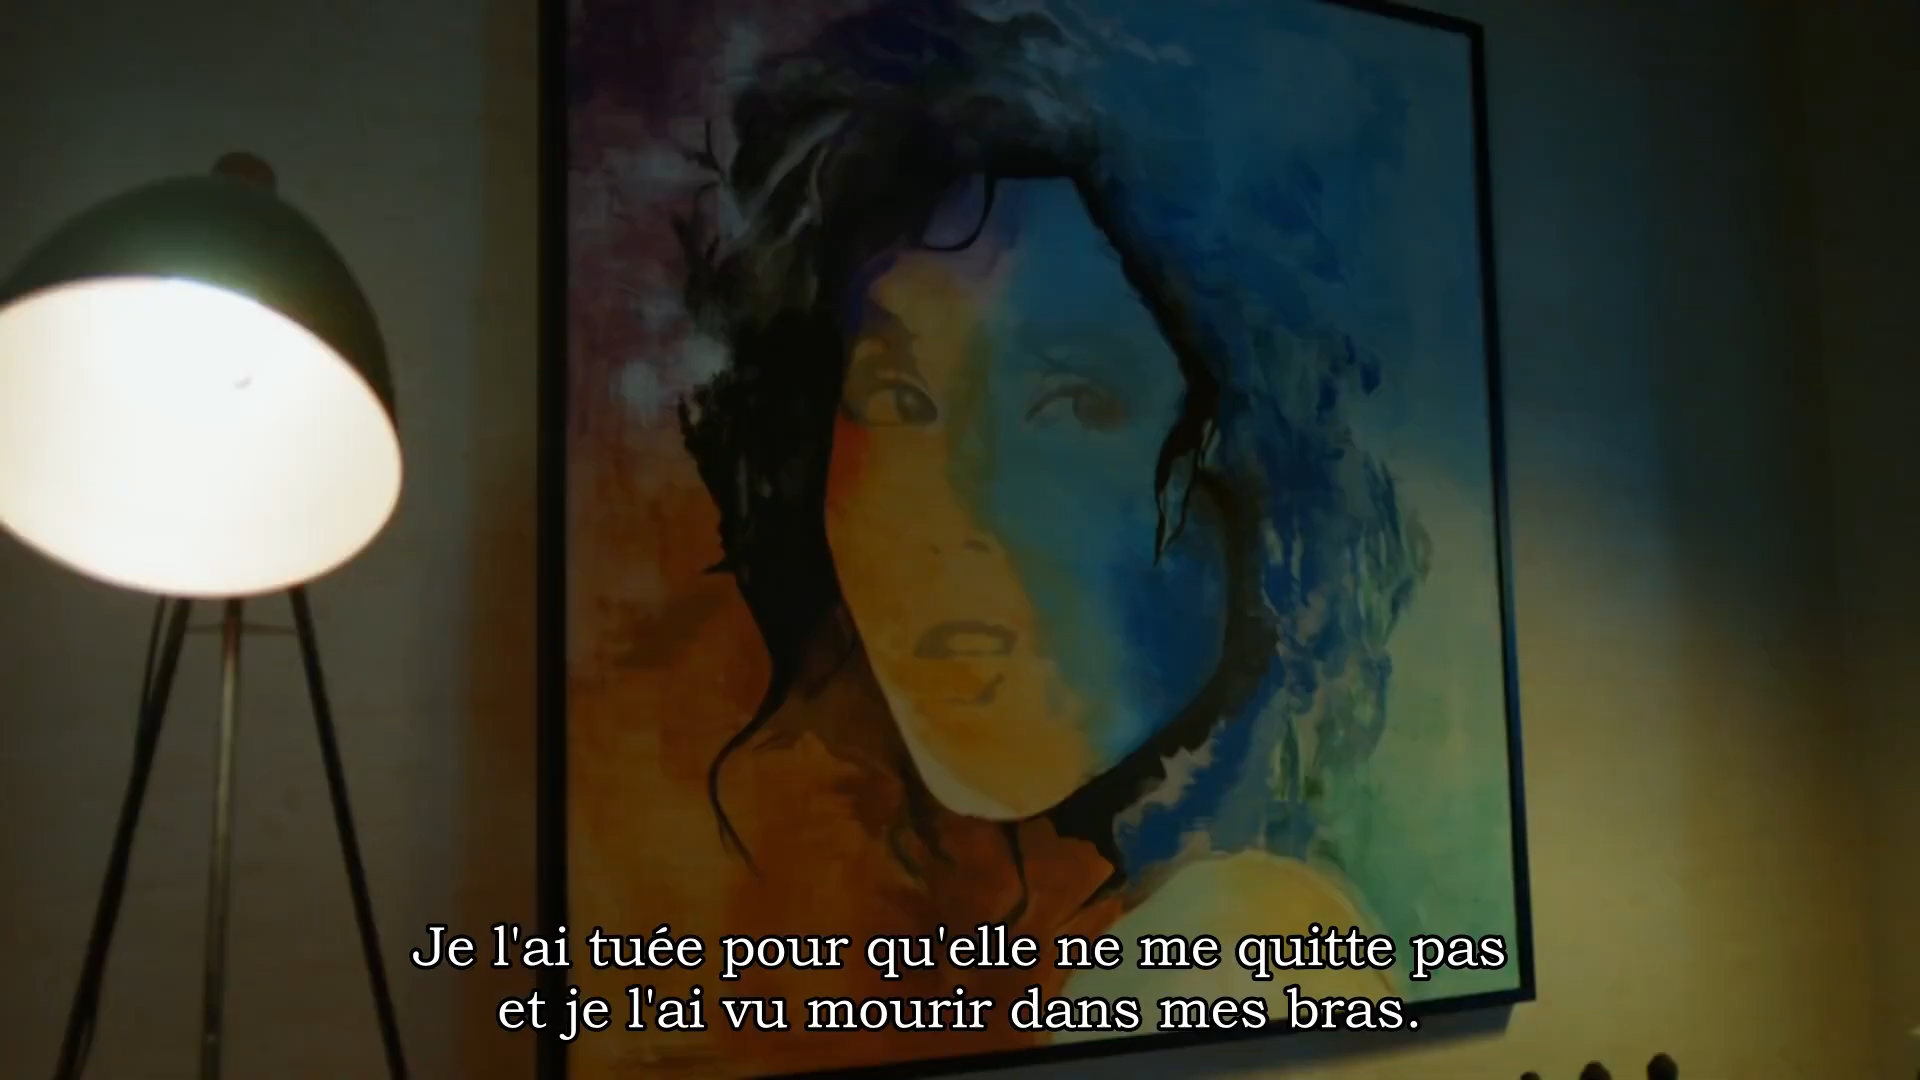 Je l'ai tuée pour qu'elle ne me quitte pas
et je l'ai vu mourir dans mes bras.